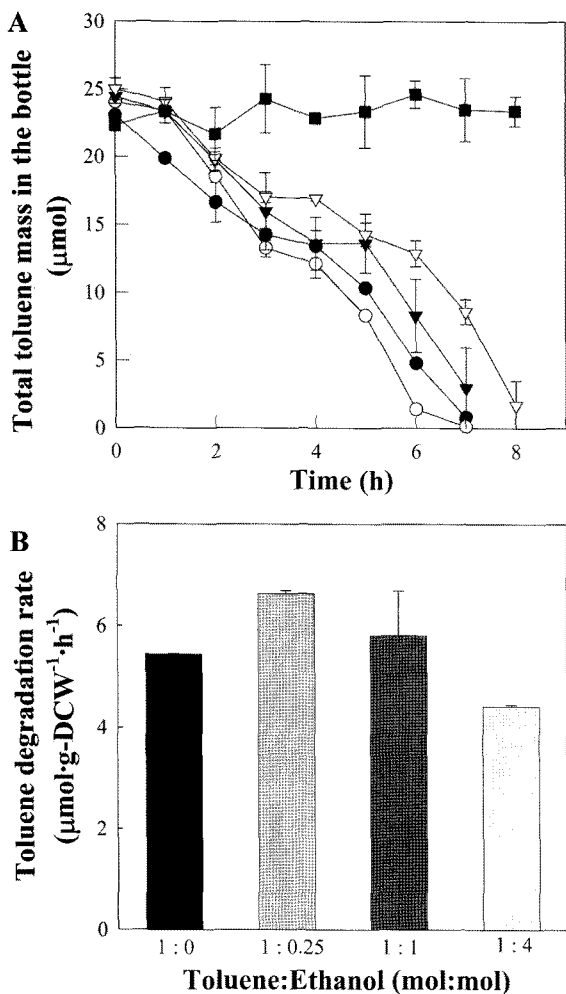 A
Total toluene mass in the bottle
(μmol)
30
25
20
15
10
5
0
0 2 4 6 8
Time (h)
B
Toluene degradation rate
(μmol·g-DCW⁻¹·h⁻¹)
8
6
4
2
0
1 : 0 1 : 0.25 1 : 1 1 : 4
Toluene:Ethanol (mol:mol)